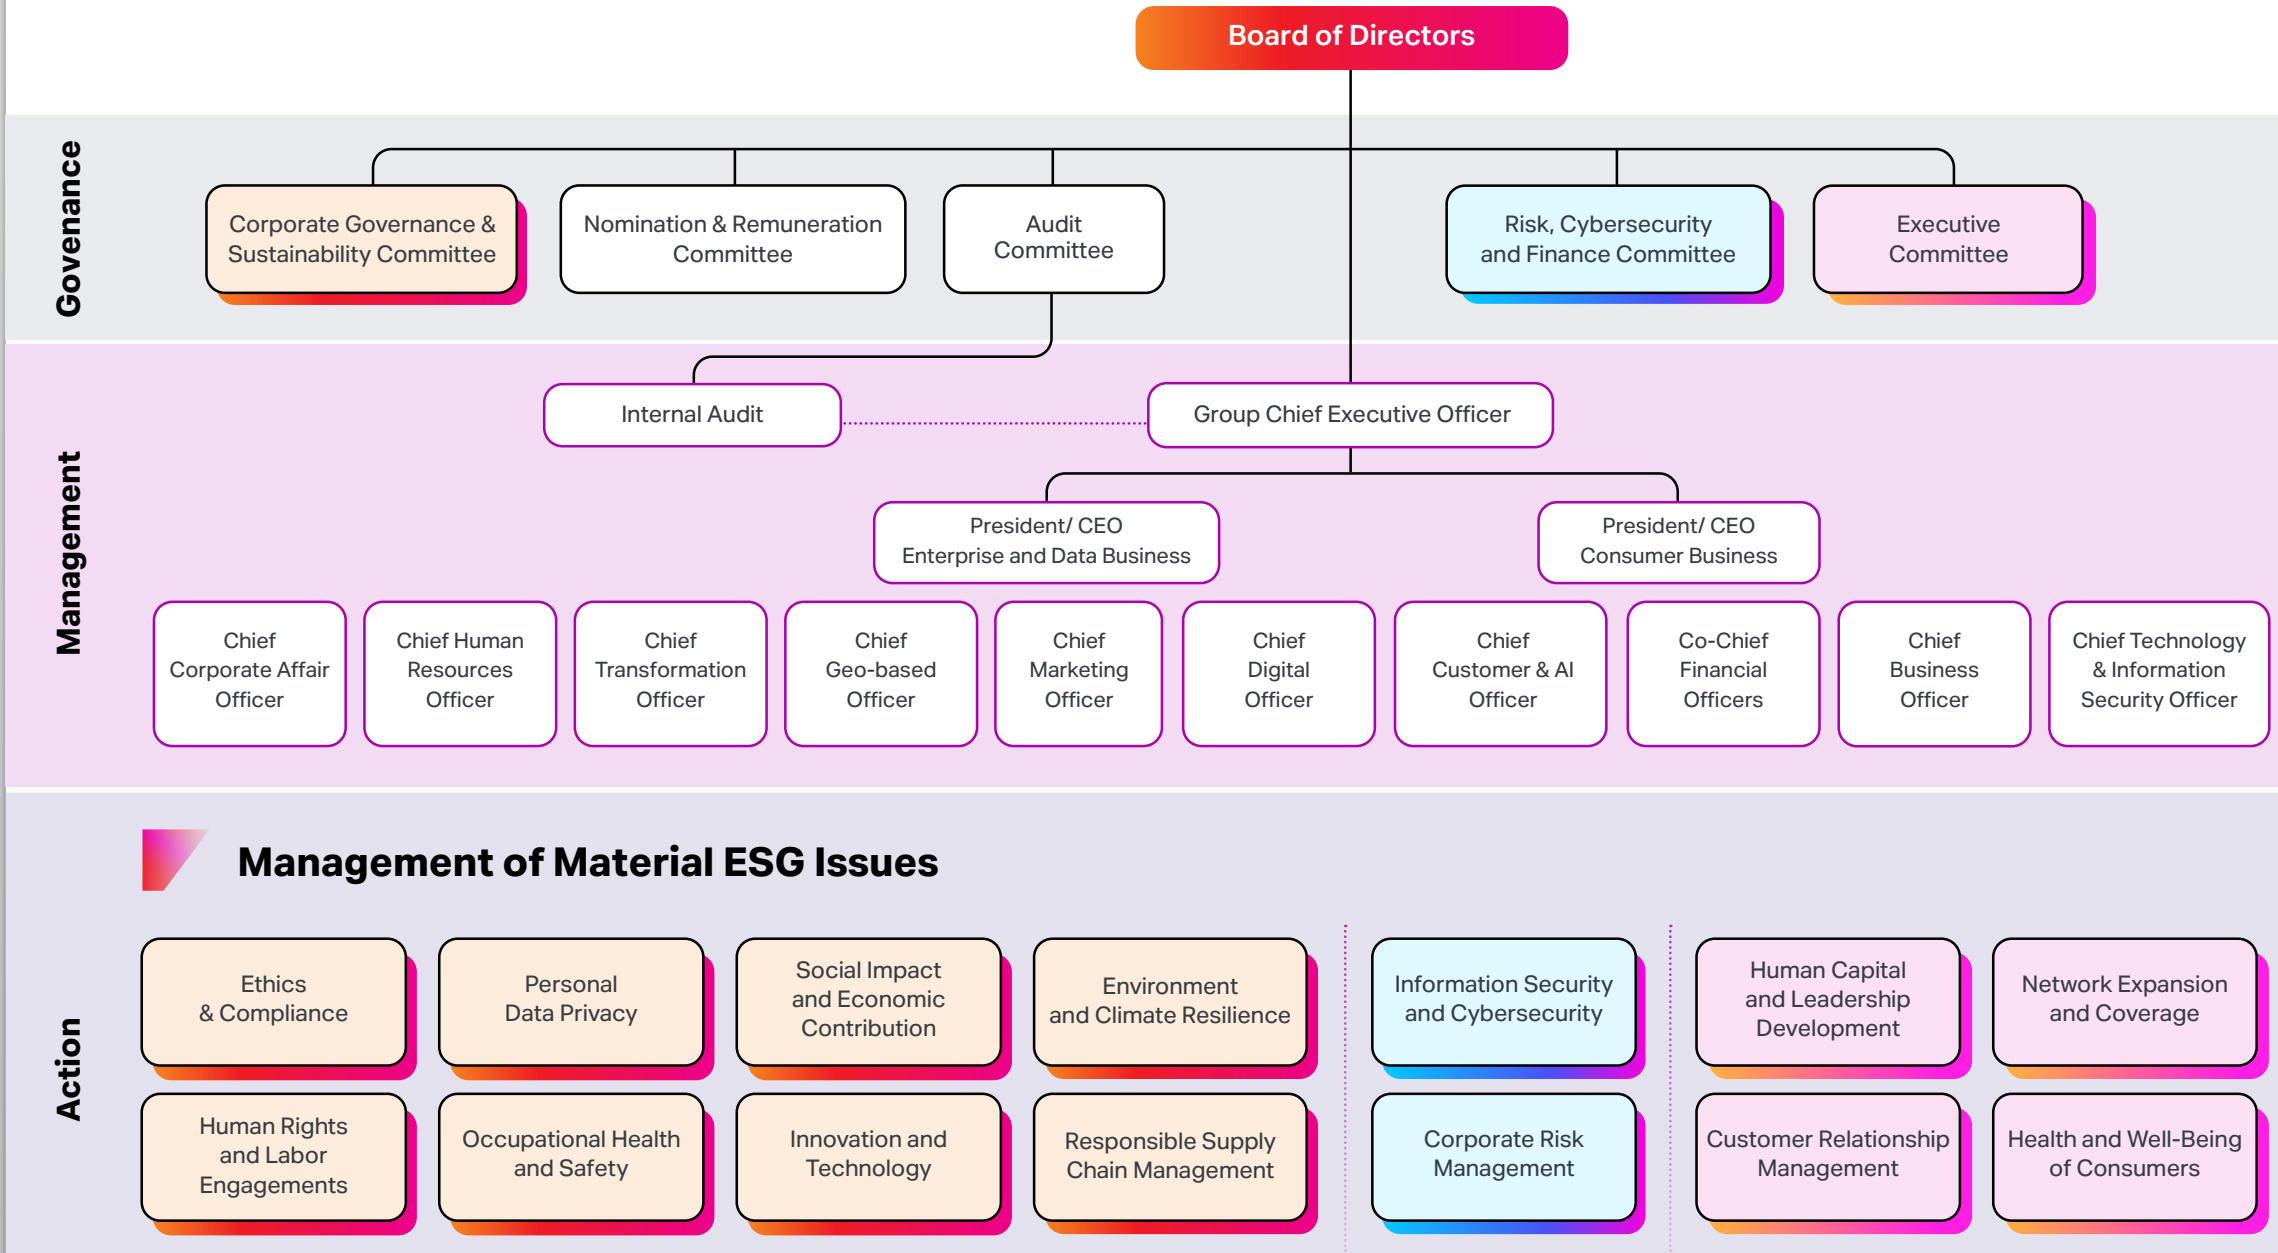 Board of Directors
Govenance
Corporate Governance &
Sustainability Committee
Nomination & Remuneration
Committee
Audit
Committee
Risk, Cybersecurity
and Finance Committee
Executive
Committee
Management
Internal Audit
Group Chief Executive Officer
President/ CEO
Enterprise and Data Business
President/ CEO
Consumer Business
Chief
Corporate Affair
Officer
Chief Human
Resources
Officer
Chief
Transformation
Officer
Chief
Geo-based
Officer
Chief
Marketing
Officer
Chief
Digital
Officer
Chief
Customer & AI
Officer
Co-Chief
Financial
Officers
Chief
Business
Officer
Chief Technology
& Information
Security Officer
Action
Management of Material ESG Issues
Ethics
& Compliance
Personal
Data Privacy
Social Impact
and Economic
Contribution
Environment
and Climate Resilience
Information Security
and Cybersecurity
Human Capital
and Leadership
Development
Network Expansion
and Coverage
Human Rights
and Labor
Engagements
Occupational Health
and Safety
Innovation and
Technology
Responsible Supply
Chain Management
Corporate Risk
Management
Customer Relationship
Management
Health and Well-Being
of Consumers